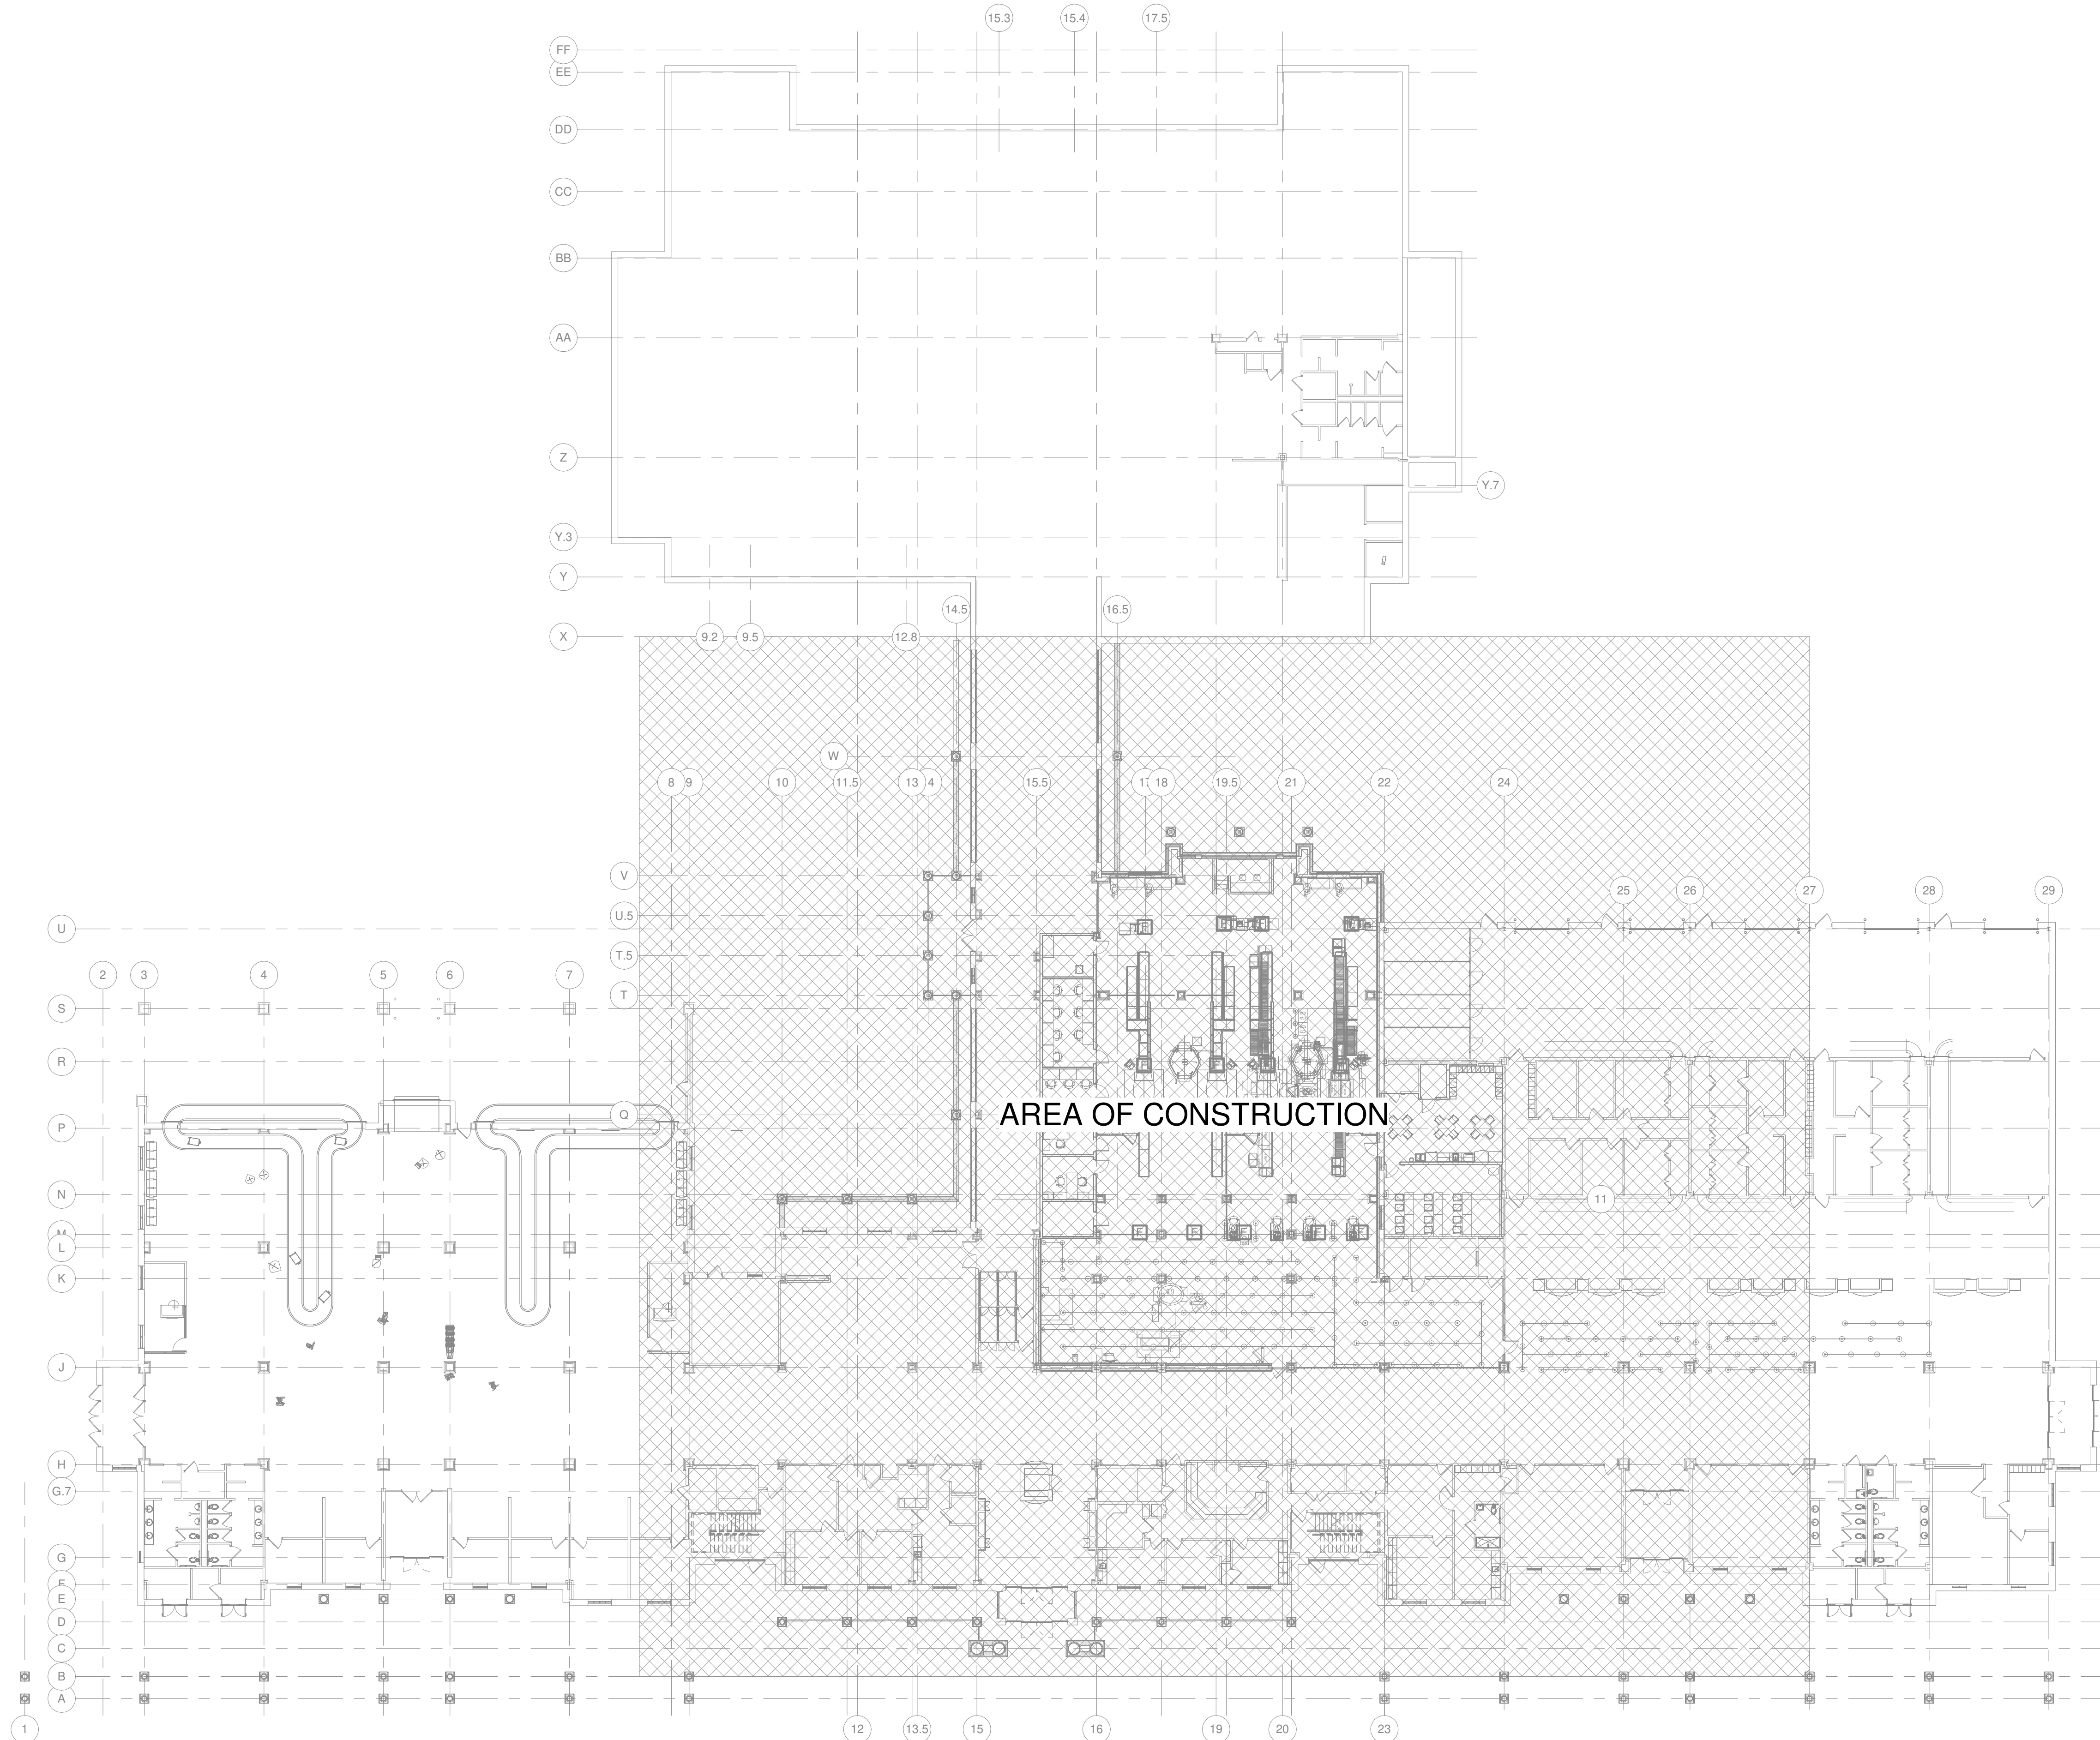 15.3 15.4 17.5
FF
EE
DD
CC
BB
AA
Z
Y.7
Y.3
Y
14.5 16.5
X 9.2 9.5 12.8
W
8 9 10 11.5 13 4 15.5 17 18 19.5 21 22 24
V
25 26 27 28 29
U.5
U
T.5
2 3 4 5 6 7
T
S
R
Q
AREA OF CONSTRUCTION
P
N
11
M
L
K
J
H
G.7
G
F
E
D
C
B
A
1 12 13.5 15 16 19 20 23